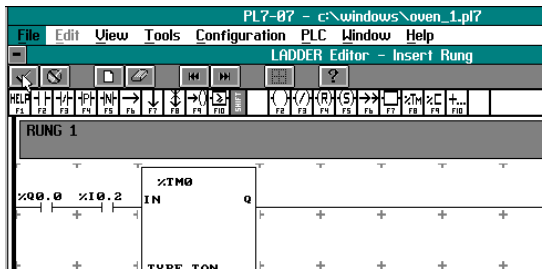 PL7-07 - c:\windows\oven_1.pl7
File Edit View Tools Configuration PLC Window Help
LADDER Editor - Insert Rung
?
HELP P N SHIFT ( ) (/) (R) (S) %TM %C +...
F1 F2 F3 F4 F5 F6 F7 F8 F9 F10 F2 F3 F4 F5 F6 F7 F8 F9 F10
RUNG 1
%TM0
%Q0.0 %I0.2 IN Q
TYPE TON